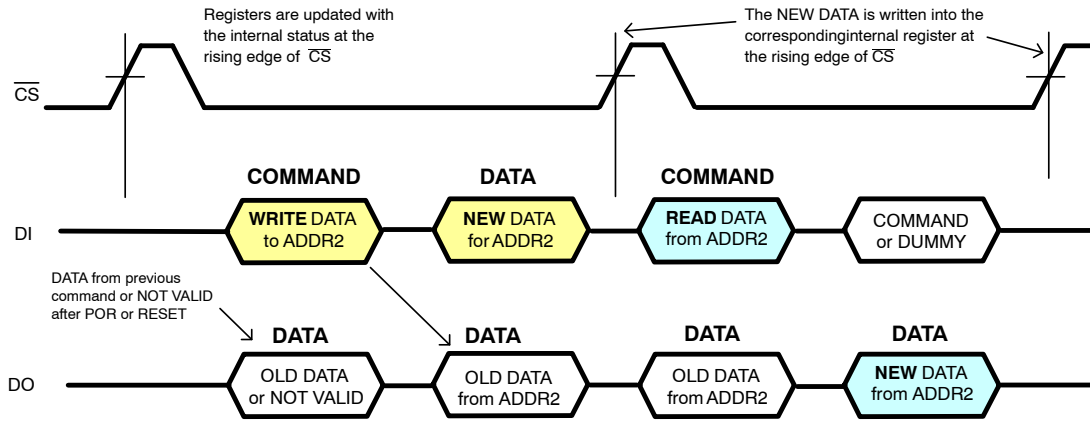 Registers are updated with
the internal status at the
rising edge of CS
The NEW DATA is written into the
correspondinginternal register at
the rising edge of CS
CS
COMMAND
DATA
COMMAND
DI
WRITE DATA
to ADDR2
NEW DATA
for ADDR2
READ DATA
from ADDR2
COMMAND
or DUMMY
DATA from previous
command or NOT VALID
after POR or RESET
DATA
DATA
DATA
DATA
DO
OLD DATA
or NOT VALID
OLD DATA
from ADDR2
OLD DATA
from ADDR2
NEW DATA
from ADDR2